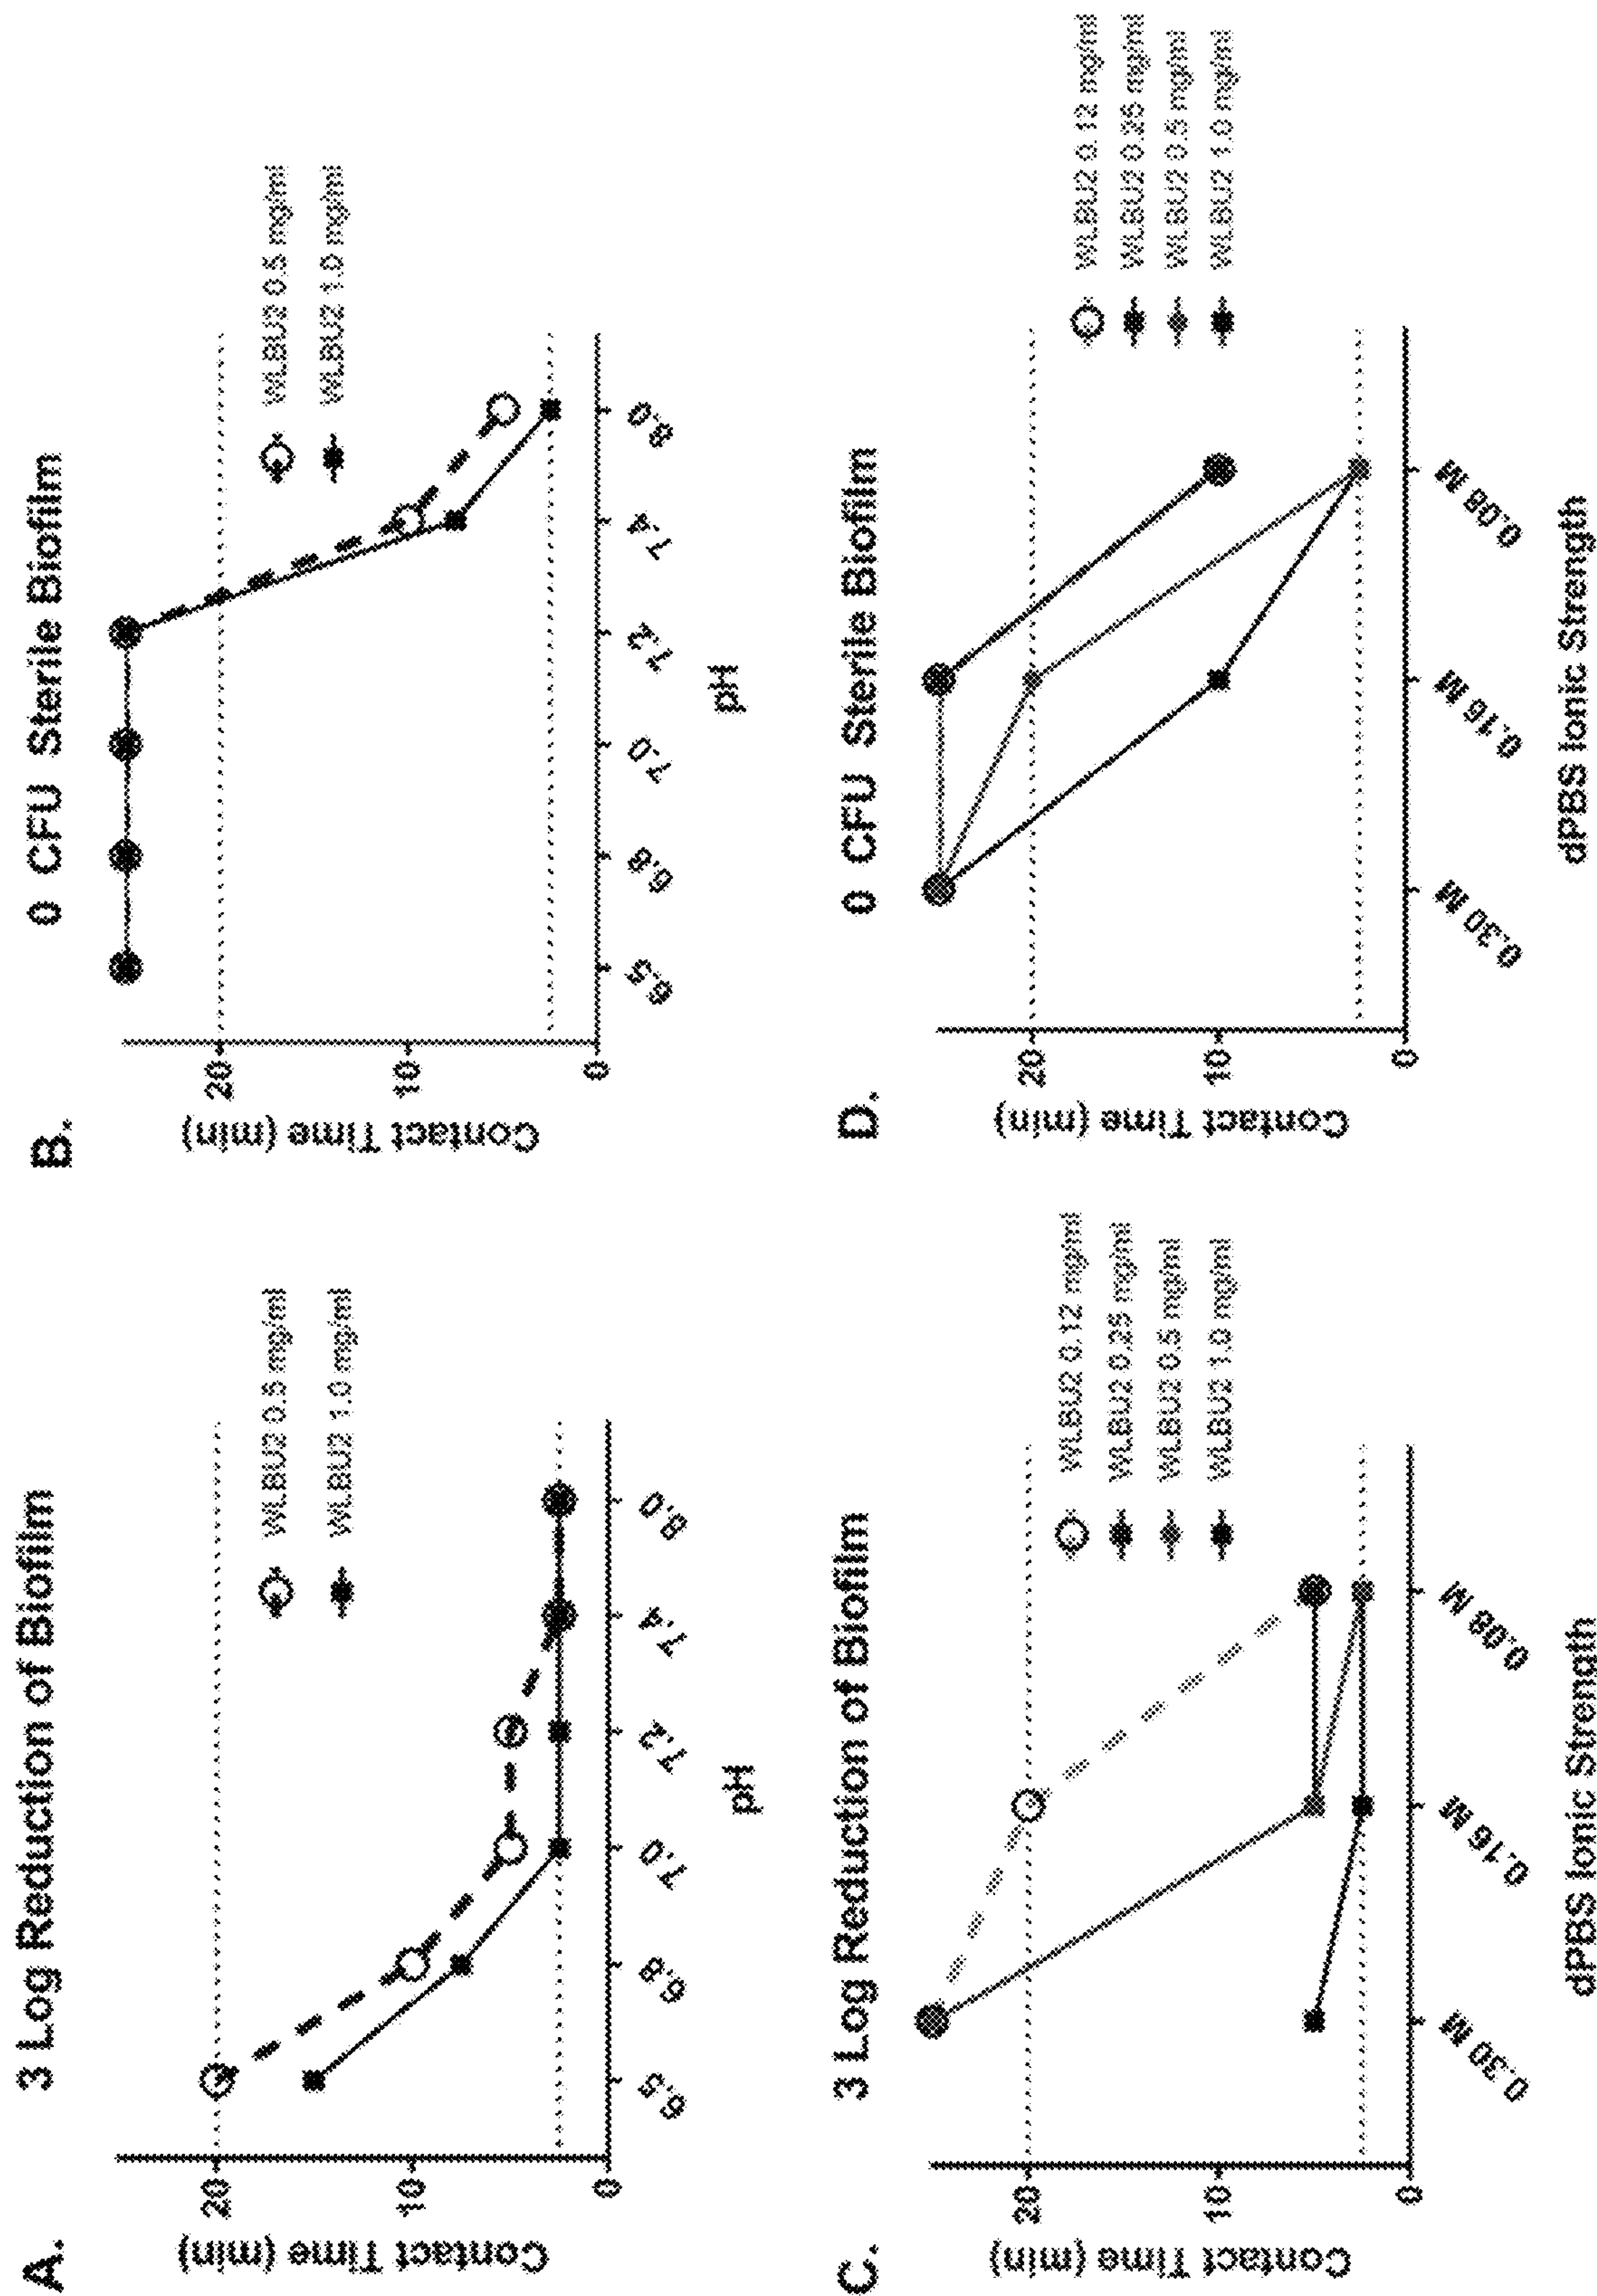 A.
3 Log Reduction of Biofilm
Contact Time (min)
20
10
0
6.5
6.8
7.0
7.2
7.4
8.0
pH
WLBU2 0.5 mg/ml
WLBU2 1.0 mg/ml
B.
0 CFU Sterile Biofilm
Contact Time (min)
20
10
0
6.5
6.8
7.0
7.2
7.4
8.0
pH
WLBU2 0.5 mg/ml
WLBU2 1.0 mg/ml
C.
3 Log Reduction of Biofilm
Contact Time (min)
20
10
0
0.30 M
0.16 M
0.08 M
dPBS Ionic Strength
WLBU2 0.12 mg/ml
WLBU2 0.25 mg/ml
WLBU2 0.5 mg/ml
WLBU2 1.0 mg/ml
D.
0 CFU Sterile Biofilm
Contact Time (min)
20
10
0
0.30 M
0.16 M
0.08 M
dPBS Ionic Strength
WLBU2 0.12 mg/ml
WLBU2 0.25 mg/ml
WLBU2 0.5 mg/ml
WLBU2 1.0 mg/ml